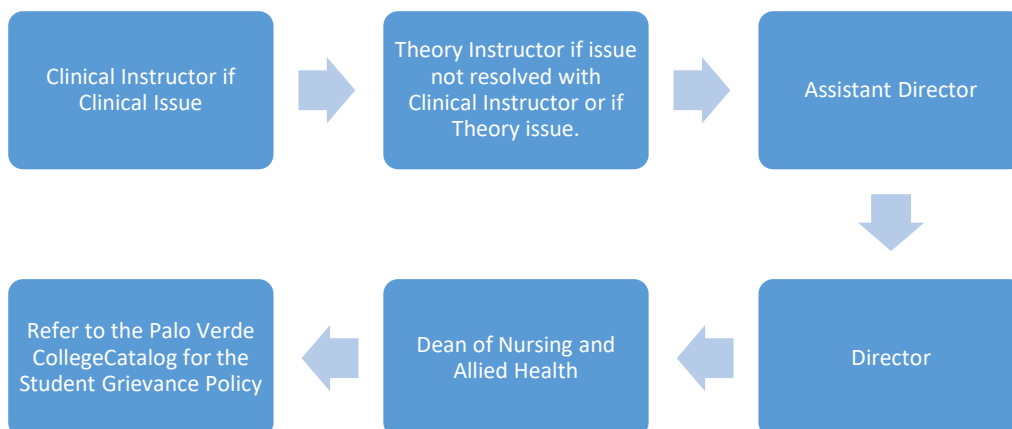 Clinical Instructor if
Clinical Issue
Theory Instructor if issue
not resolved with
Clinical Instructor or if
Theory issue.
Assistant Director
Director
Dean of Nursing and
Allied Health
Refer to the Palo Verde
CollegeCatalog for the
Student Grievance Policy